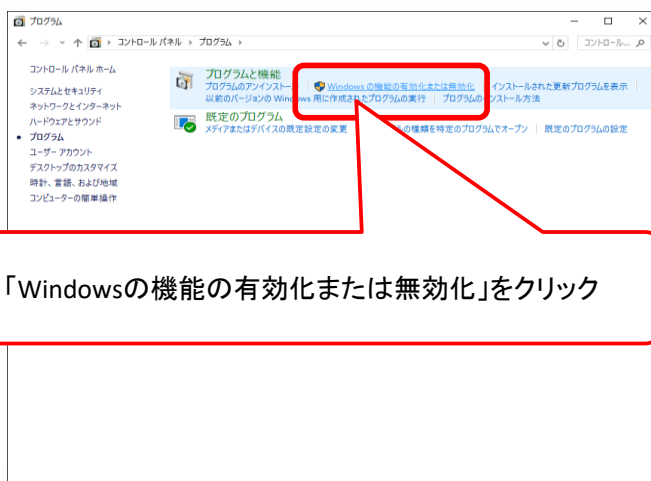 プログラム
コントロール パネル > プログラム >
コントロール...
コントロール パネル ホーム
システムとセキュリティ
ネットワークとインターネット
ハードウェアとサウンド
プログラム
ユーザー アカウント
デスクトップのカスタマイズ
時計、言語、および地域
コンピューターの簡単操作
プログラムと機能
プログラムのアンインストール Windows の機能の有効化または無効化 インストールされた更新プログラムを表示
以前のバージョンの Windows 用に作成されたプログラムの実行 プログラムのインストール方法
既定のプログラム
メディアまたはデバイスの既定設定の変更 の種類を特定のプログラムでオープン 既定のプログラムの設定
「Windowsの機能の有効化または無効化」をクリック